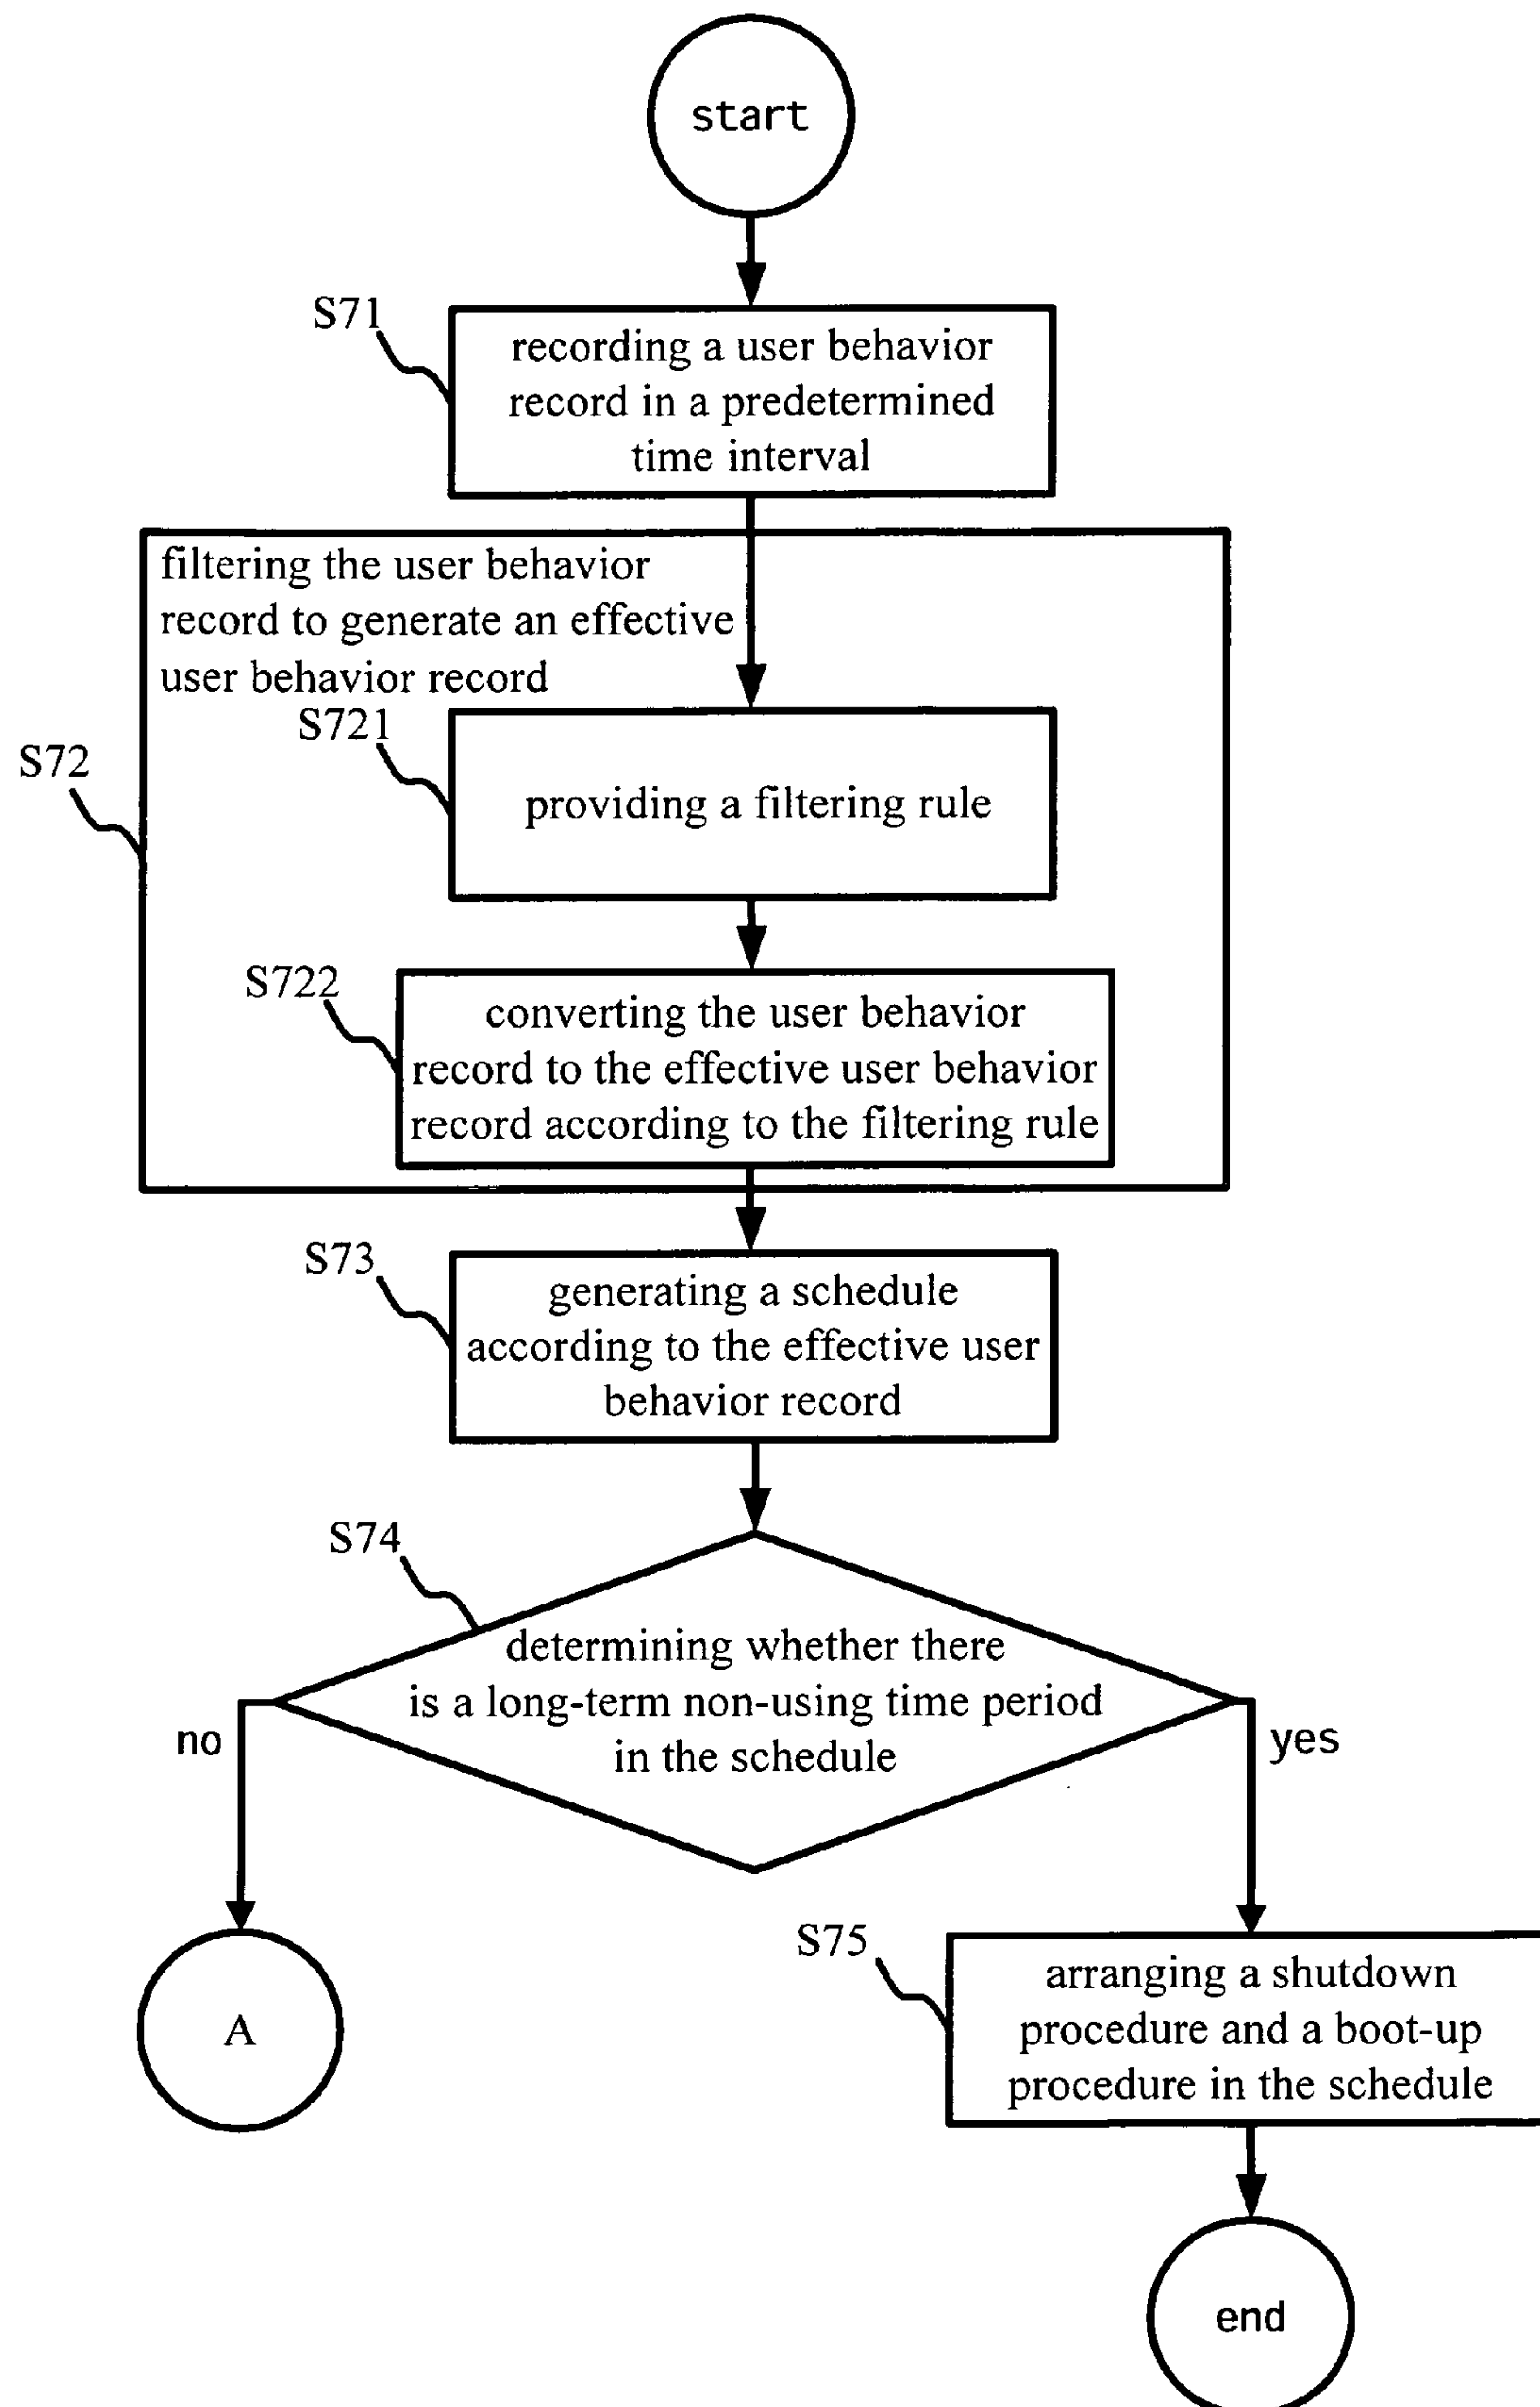 start
S71
recording a user behavior
record in a predetermined
time interval
filtering the user behavior
record to generate an effective
user behavior record
S721
S72
providing a filtering rule
S722
converting the user behavior
record to the effective user behavior
record according to the filtering rule
S73
generating a schedule
according to the effective user
behavior record
S74
determining whether there
is a long-term non-using time period
in the schedule
no
yes
S75
arranging a shutdown
procedure and a boot-up
procedure in the schedule
A
end